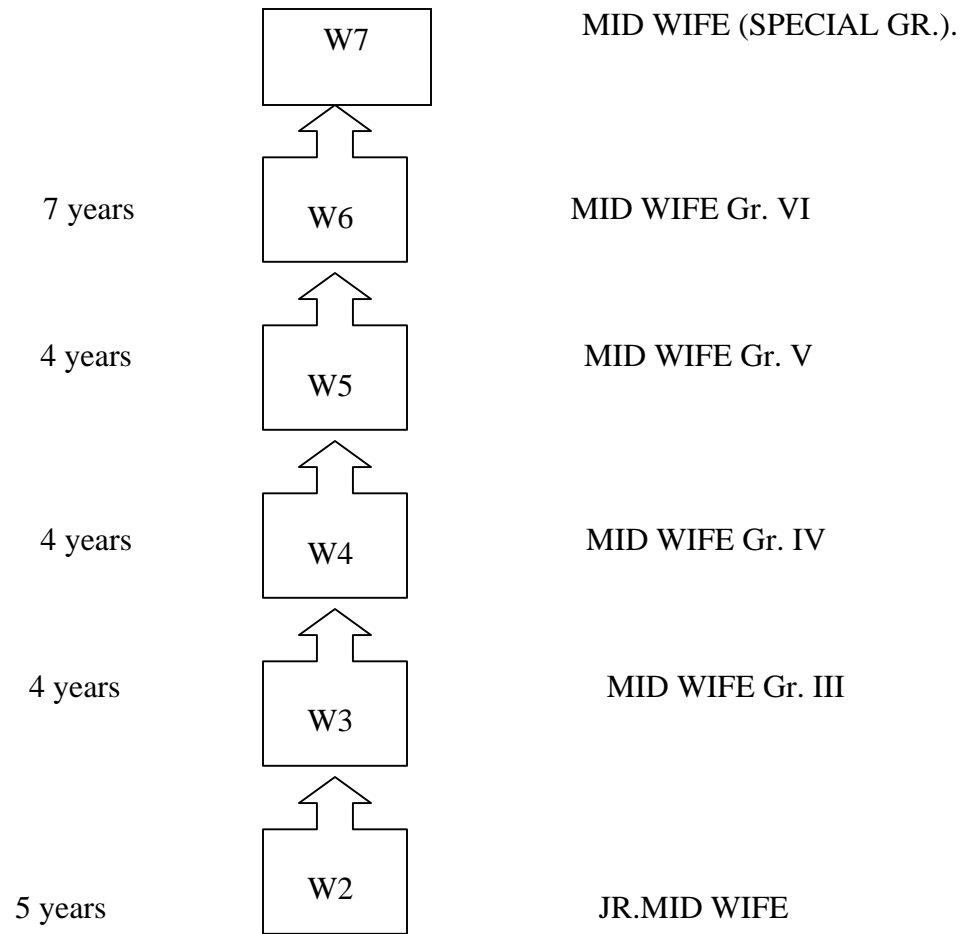 W7 MID WIFE (SPECIAL GR.).
7 years W6 MID WIFE Gr. VI
4 years W5 MID WIFE Gr. V
4 years W4 MID WIFE Gr. IV
4 years W3 MID WIFE Gr. III
5 years W2 JR.MID WIFE